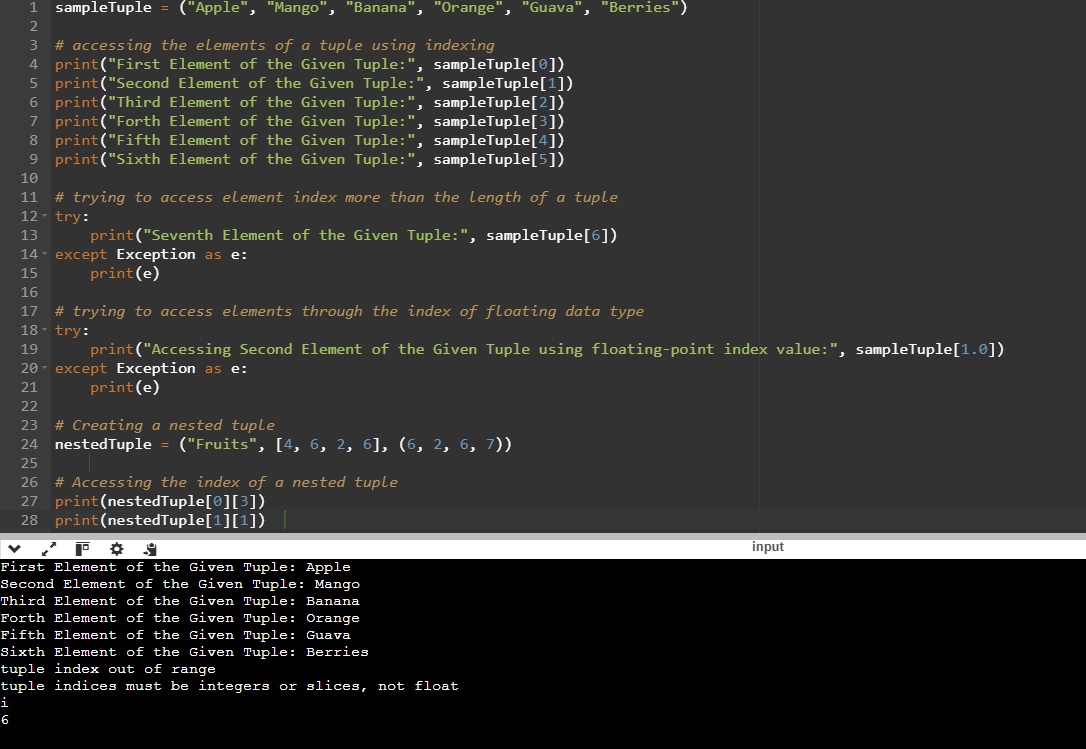 1 sampleTuple = ("Apple", "Mango", "Banana", "Orange", "Guava", "Berries")
2
3 # accessing the elements of a tuple using indexing
4 print("First Element of the Given Tuple:", sampleTuple[0])
5 print("Second Element of the Given Tuple:", sampleTuple[1])
6 print("Third Element of the Given Tuple:", sampleTuple[2])
7 print("Forth Element of the Given Tuple:", sampleTuple[3])
8 print("Fifth Element of the Given Tuple:", sampleTuple[4])
9 print("Sixth Element of the Given Tuple:", sampleTuple[5])
10
11 # trying to access element index more than the length of a tuple
12 try:
13     print("Seventh Element of the Given Tuple:", sampleTuple[6])
14 except Exception as e:
15     print(e)
16
17 # trying to access elements through the index of floating data type
18 try:
19     print("Accessing Second Element of the Given Tuple using floating-point index value:", sampleTuple[1.0])
20 except Exception as e:
21     print(e)
22
23 # Creating a nested tuple
24 nestedTuple = ("Fruits", [4, 6, 2, 6], (6, 2, 6, 7))
25
26 # Accessing the index of a nested tuple
27 print(nestedTuple[0][3])
28 print(nestedTuple[1][1])
input
First Element of the Given Tuple: Apple
Second Element of the Given Tuple: Mango
Third Element of the Given Tuple: Banana
Forth Element of the Given Tuple: Orange
Fifth Element of the Given Tuple: Guava
Sixth Element of the Given Tuple: Berries
tuple index out of range
tuple indices must be integers or slices, not float
i
6